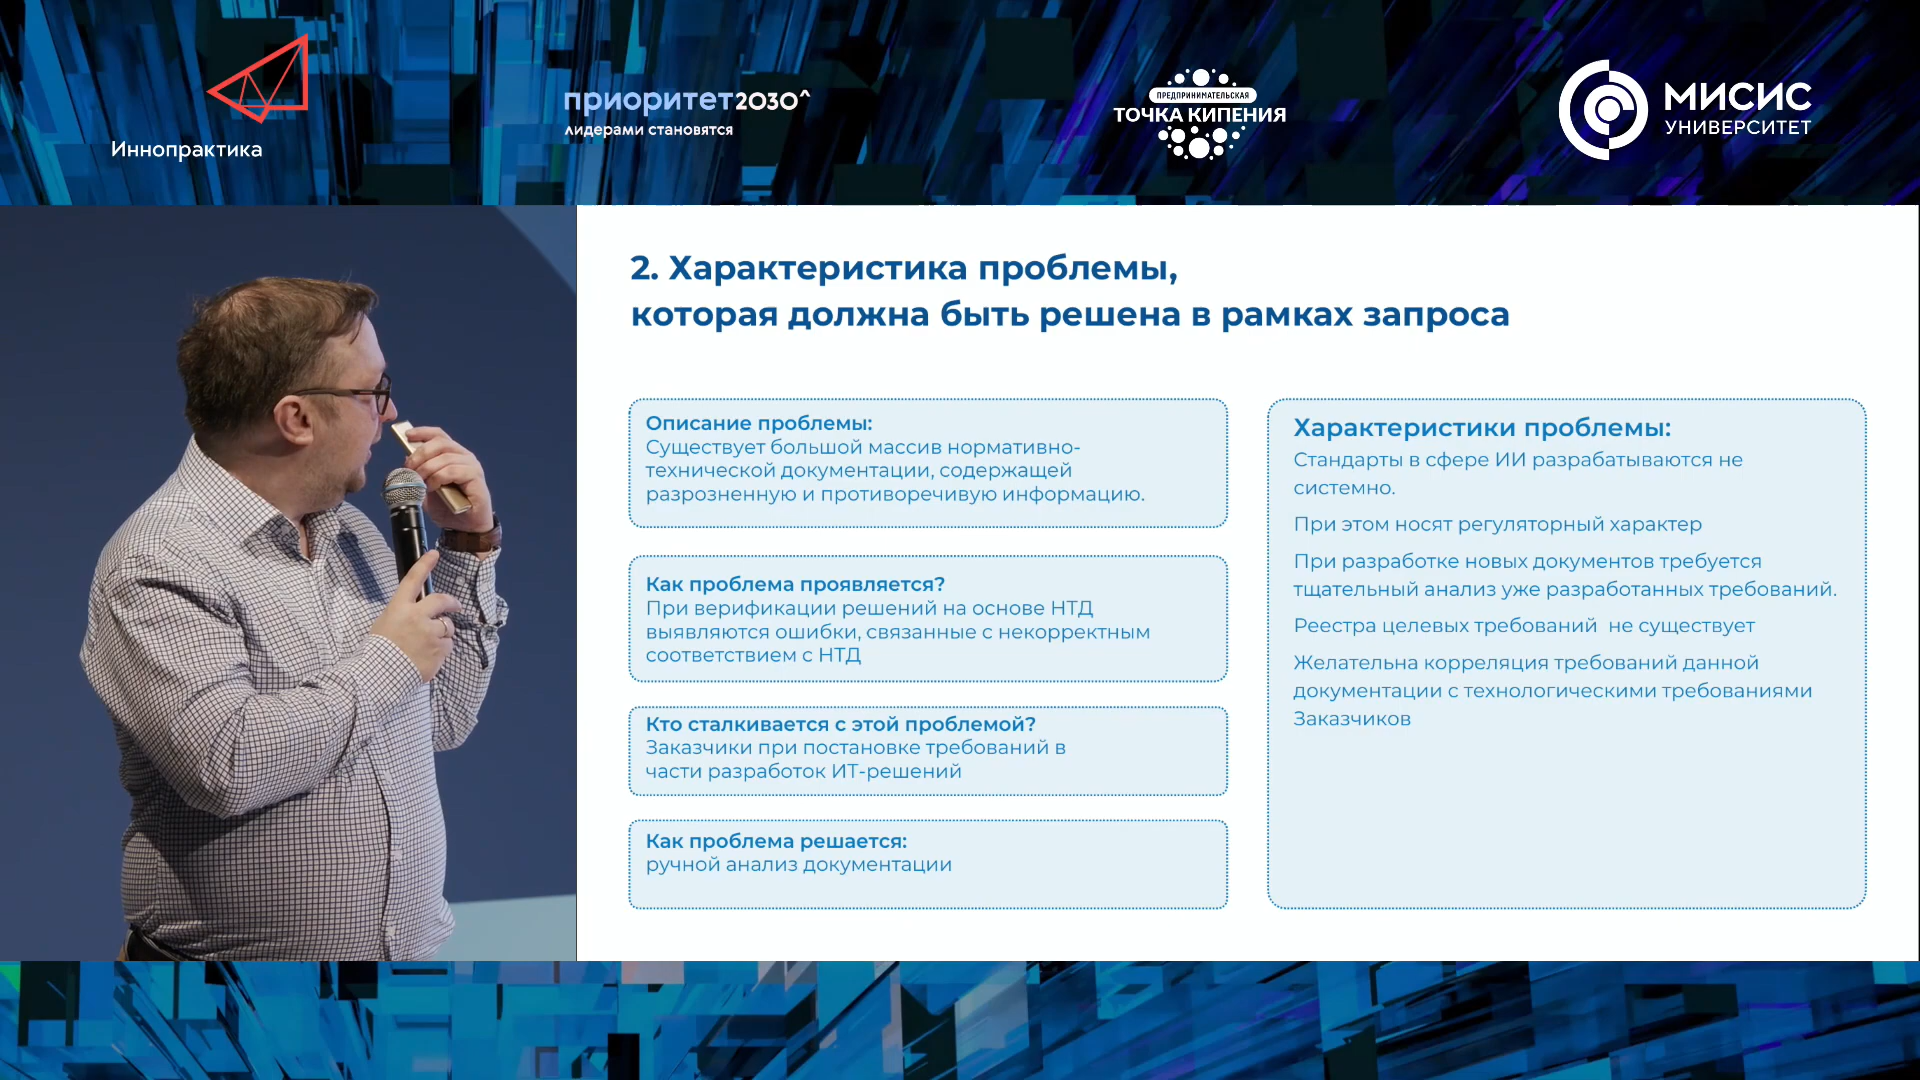 Иннопрактика
приоритет2030^
лидерами становятся
ПРЕДПРИНИМАТЕЛЬСКАЯ
ТОЧКА КИПЕНИЯ
МИСИС
УНИВЕРСИТЕТ
2. Характеристика проблемы,
которая должна быть решена в рамках запроса
Описание проблемы:
Существует большой массив нормативно-
технической документации, содержащей
разрозненную и противоречивую информацию.
Как проблема проявляется?
При верификации решений на основе НТД
выявляются ошибки, связанные с некорректным
соответствием с НТД
Кто сталкивается с этой проблемой?
Заказчики при постановке требований в
части разработок ИТ-решений
Как проблема решается:
ручной анализ документации
Характеристики проблемы:
Стандарты в сфере ИИ разрабатываются не
системно.
При этом носят регуляторный характер
При разработке новых документов требуется
тщательный анализ уже разработанных требований.
Реестра целевых требований  не существует
Желательна корреляция требований данной
документации с технологическими требованиями
Заказчиков